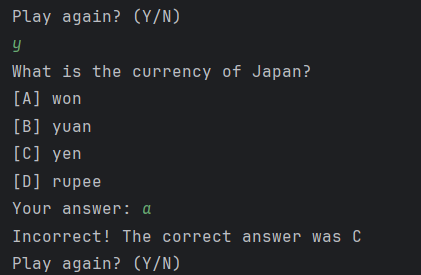 Play again? (Y/N)
y
What is the currency of Japan?
[A] won
[B] yuan
[C] yen
[D] rupee
Your answer: a
Incorrect! The correct answer was C
Play again? (Y/N)